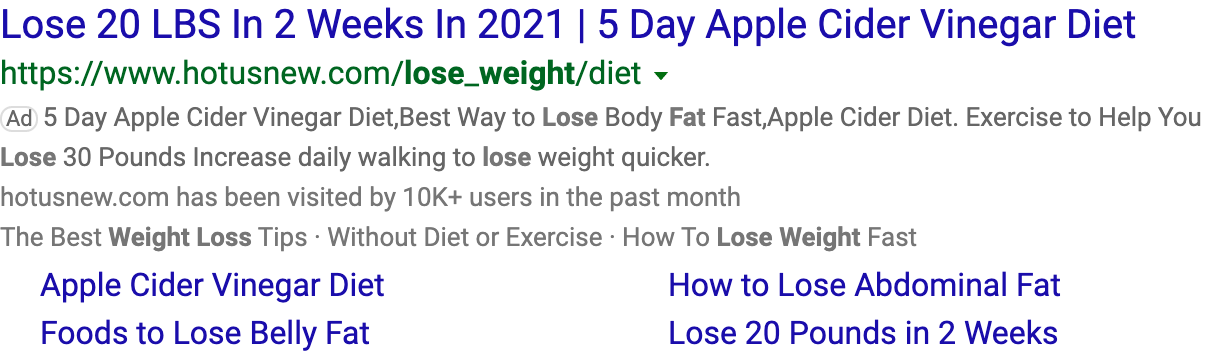 Lose 20 LBS In 2 Weeks In 2021 | 5 Day Apple Cider Vinegar Diet
https://www.hotusnew.com/lose_weight/diet
Ad 5 Day Apple Cider Vinegar Diet,Best Way to Lose Body Fat Fast,Apple Cider Diet. Exercise to Help You
Lose 30 Pounds Increase daily walking to lose weight quicker.
hotusnew.com has been visited by 10K+ users in the past month
The Best Weight Loss Tips · Without Diet or Exercise · How To Lose Weight Fast
Apple Cider Vinegar Diet
How to Lose Abdominal Fat
Foods to Lose Belly Fat
Lose 20 Pounds in 2 Weeks